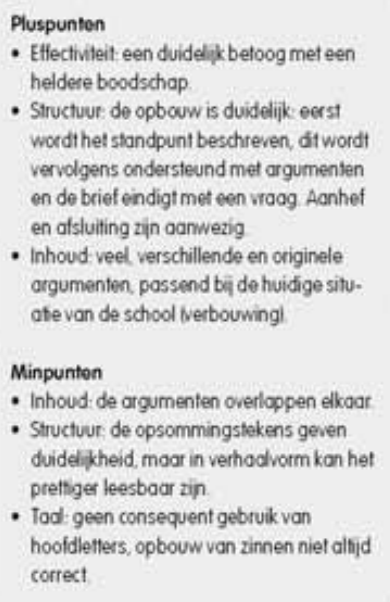 Pluspunten
• Effectiviteit: een duidelijk betoog met een
heldere boodschap.
• Structuur: de opbouw is duidelijk: eerst
wordt het standpunt beschreven, dit wordt
vervolgens ondersteund met argumenten
en de brief eindigt met een vraag. Aanhef
en afsluiting zijn aanwezig.
• Inhoud: veel, verschillende en originele
argumenten, passend bij de huidige situ-
atie van de school (verbouwing).
Minpunten
• Inhoud: de argumenten overlappen elkaar.
• Structuur: de opsommingstekens geven
duidelijkheid, maar in verhaalvorm kan het
prettiger leesbaar zijn.
• Taal: geen consequent gebruik van
hoofdletters, opbouw van zinnen niet altijd
correct.